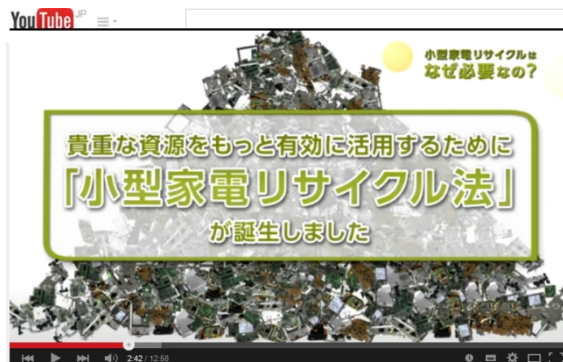 YouTube JP
小型家電リサイクルは
なぜ必要なの？
貴重な資源をもっと有効に活用するために
「小型家電リサイクル法」
が誕生しました
2:42 / 12:58